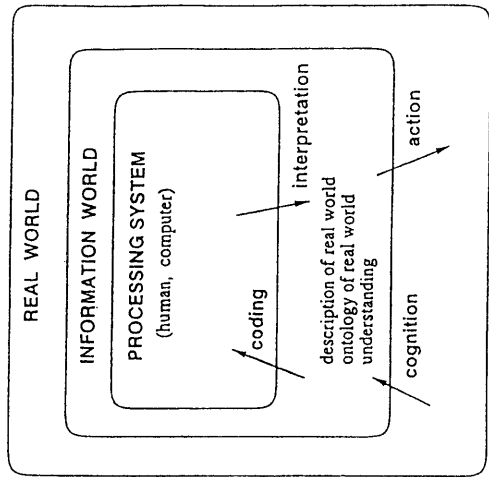 REAL WORLD
INFORMATION WORLD
PROCESSING SYSTEM
(human, computer)
coding
interpretation
description of real world
ontology of real world
understanding
cognition
action